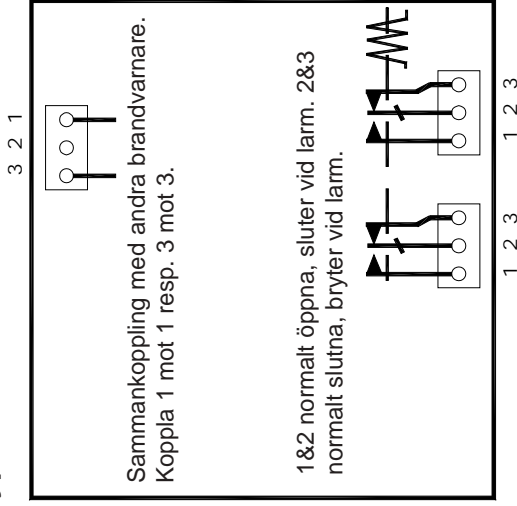 3 2 1
Sammankoppling med andra brandvarnare.
Koppla 1 mot 1 resp. 3 mot 3.
1&2 normalt öppna, sluter vid larm. 2&3
normalt slutna, bryter vid larm.
1 2 3
1 2 3